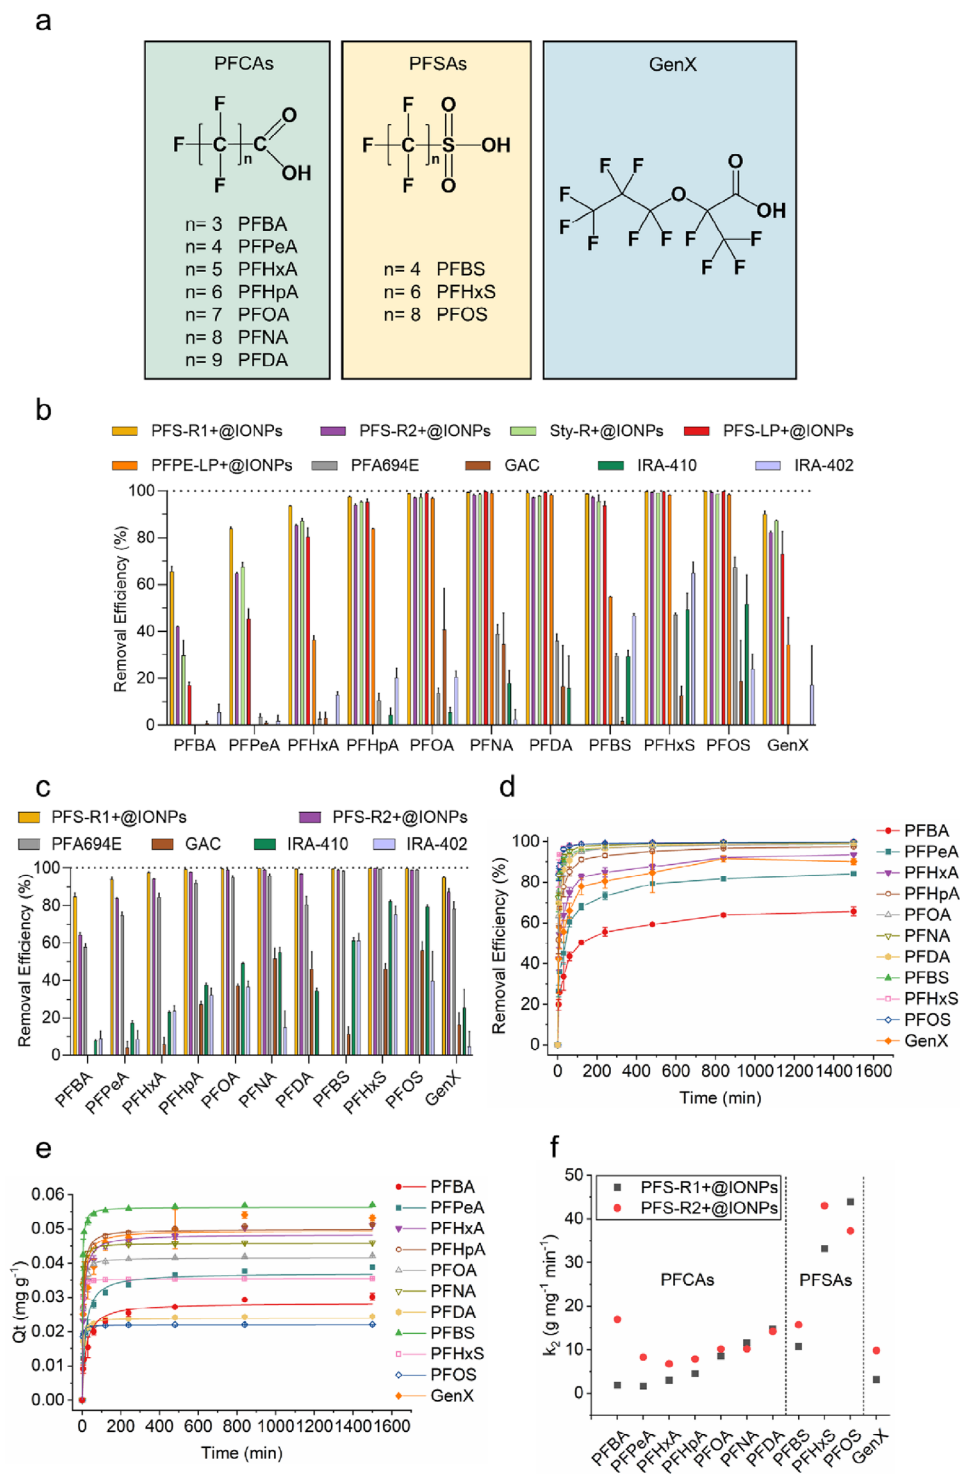 a
PFCAs
PFSAs
GenX
F
F
C
F
n
C
O
OH
F
F
C
F
n
S
O
O
OH
F
F
F
F
F
F
F
O
F
O
OH
F
F
F
n= 3 PFBA
n= 4 PFPeA
n= 5 PFHxA
n= 6 PFHpA
n= 7 PFOA
n= 8 PFNA
n= 9 PFDA
n= 4 PFBS
n= 6 PFHxS
n= 8 PFOS
b
PFS-R1+@IONPs PFS-R2+@IONPs Sty-R+@IONPs PFS-LP+@IONPs
PFPE-LP+@IONPs PFA694E GAC IRA-410 IRA-402
Removal Efficiency (%)
100
80
60
40
20
0
PFBA PFPeA PFHxA PFHpA PFOA PFNA PFDA PFBS PFHxS PFOS GenX
c
PFS-R1+@IONPs PFS-R2+@IONPs
PFA694E GAC IRA-410 IRA-402
Removal Efficiency (%)
100
80
60
40
20
0
PFBA PFPeA PFHxA PFHpA PFOA PFNA PFDA PFBS PFHxS PFOS GenX
d
Removal Efficiency (%)
100
80
60
40
20
0
0 200 400 600 800 1000 1200 1400 1600
Time (min)
PFBA
PFPeA
PFHxA
PFHpA
PFOA
PFNA
PFDA
PFBS
PFHxS
PFOS
GenX
e
Qt (mg g-1)
0.06
0.05
0.04
0.03
0.02
0.01
0.00
0 200 400 600 800 1000 1200 1400 1600
Time (min)
PFBA
PFPeA
PFHxA
PFHpA
PFOA
PFNA
PFDA
PFBS
PFHxS
PFOS
GenX
f
k2 (g mg-1 min-1)
50
40
30
20
10
0
PFS-R1+@IONPs
PFS-R2+@IONPs
PFCAs PFSAs
PFBA PFPeA PFHxA PFHpA PFOA PFNA PFDA PFBS PFHxS PFOS GenX